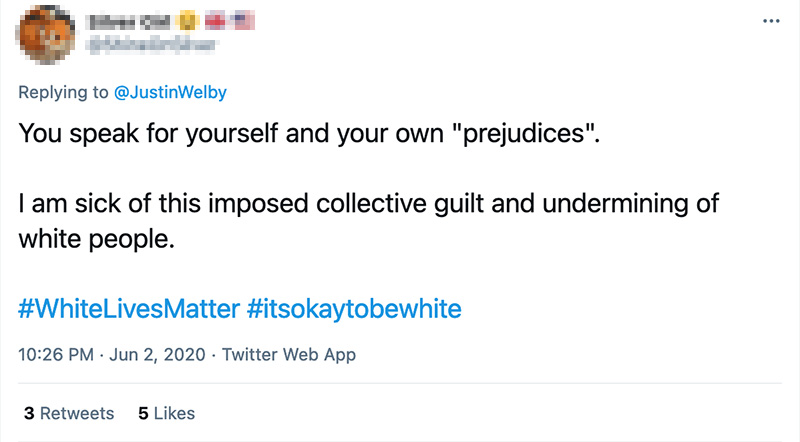 Replying to @JustinWelby
You speak for yourself and your own "prejudices".
I am sick of this imposed collective guilt and undermining of
white people.
#WhiteLivesMatter #itsokaytobewhite
10:26 PM · Jun 2, 2020 · Twitter Web App
3 Retweets 5 Likes